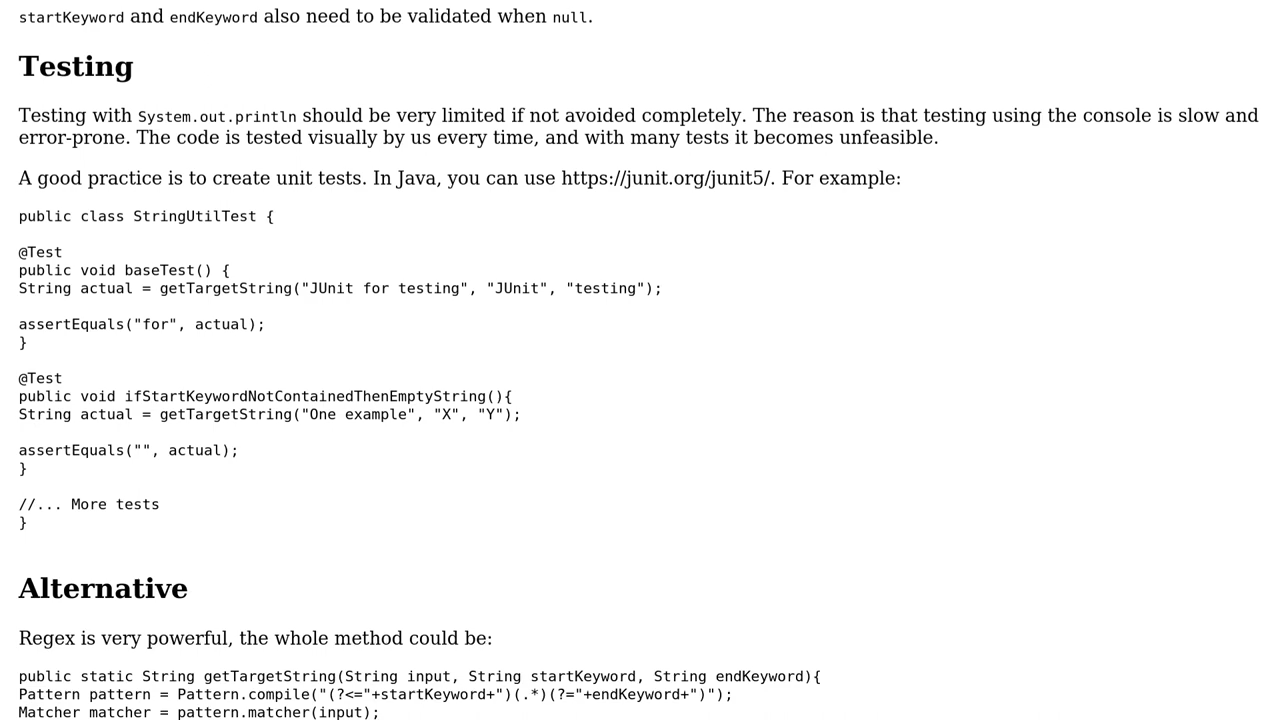 startKeyword and endKeyword also need to be validated when null.
Testing
Testing with System.out.println should be very limited if not avoided completely. The reason is that testing using the console is slow and
error-prone. The code is tested visually by us every time, and with many tests it becomes unfeasible.
A good practice is to create unit tests. In Java, you can use https://junit.org/junit5/. For example:
public class StringUtilTest {
@Test
public void baseTest() {
String actual = getTargetString("JUnit for testing", "JUnit", "testing");
assertEquals("for", actual);
}
@Test
public void ifStartKeywordNotContainedThenEmptyString(){
String actual = getTargetString("One example", "X", "Y");
assertEquals("", actual);
}
//... More tests
}
Alternative
Regex is very powerful, the whole method could be:
public static String getTargetString(String input, String startKeyword, String endKeyword){
Pattern pattern = Pattern.compile("(?<="+startKeyword+")(.*)(?="+endKeyword+")");
Matcher matcher = pattern.matcher(input);